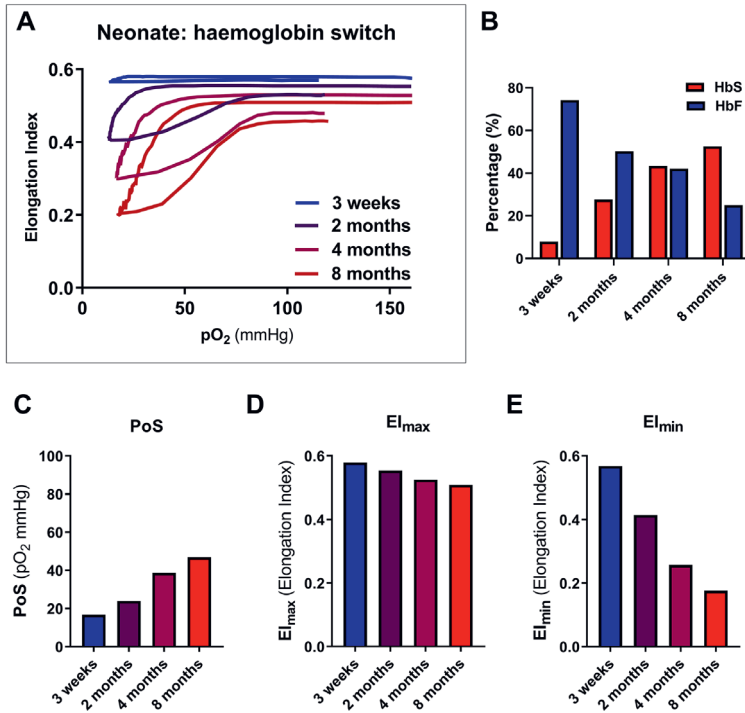 A
Neonate: haemoglobin switch
Elongation Index
0.6
0.4
0.2
0.0
0
50
100
150
pO2 (mmHg)
3 weeks
2 months
4 months
8 months
B
Percentage (%)
80
60
40
20
0
HbS
HbF
3 weeks
2 months
4 months
8 months
C
PoS
PoS (pO2 mmHg)
100
80
60
40
20
0
3 weeks
2 months
4 months
8 months
D
EImax
EImax (Elongation Index)
0.6
0.4
0.2
0.0
3 weeks
2 months
4 months
8 months
E
EImin
EImin (Elongation Index)
0.6
0.4
0.2
0.0
3 weeks
2 months
4 months
8 months